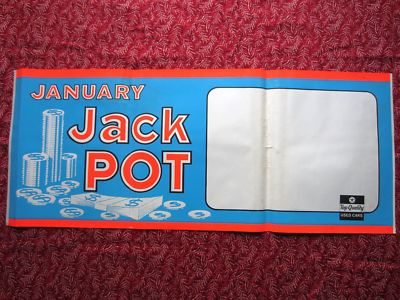 JANUARY
Jack
POT
Top-Quality
USED CARS